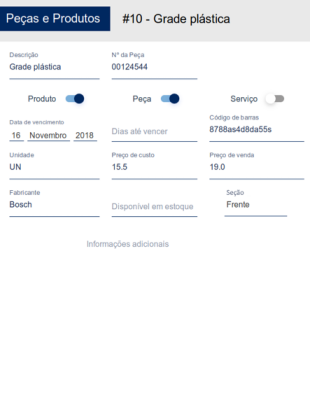 Peças e Produtos #10 - Grade plástica
Descrição Nº da Peça
Grade plástica 00124544
Produto Peça Serviço
Data de vencimento Dias até vencer Código de barras
16 Novembro 2018 8788as4d8da55s
Unidade Preço de custo Preço de venda
UN 15.5 19.0
Fabricante Disponível em estoque Seção
Bosch Frente
Informações adicionais